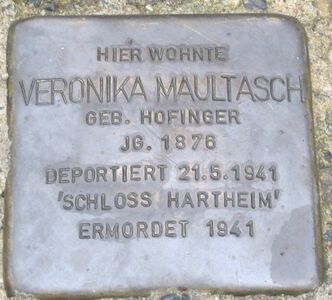 HIER WOHNTE
VERONIKA MAULTASCH
GEB. HOFINGER
JG. 1876
DEPORTIERT 21.5.1941
'SCHLOSS HARTHEIM'
ERMORDET 1941